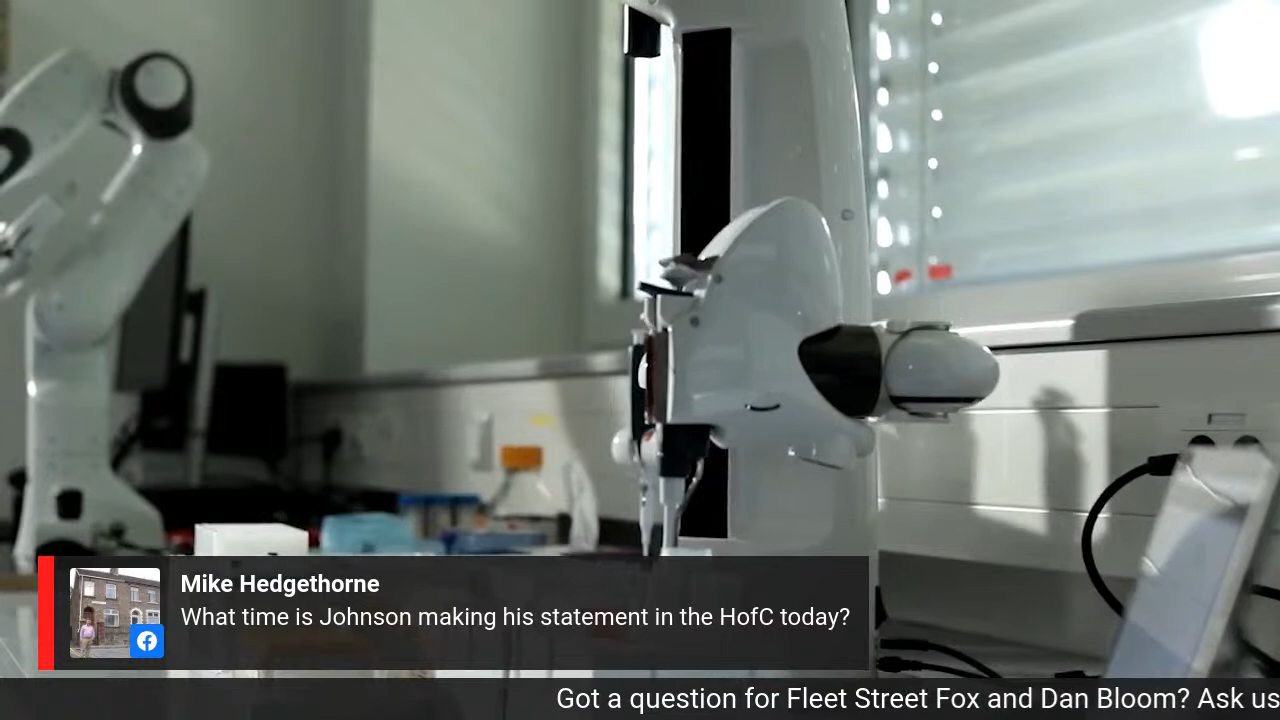 Mike Hedgethorne
What time is Johnson making his statement in the HofC today?
Got a question for Fleet Street Fox and Dan Bloom? Ask us